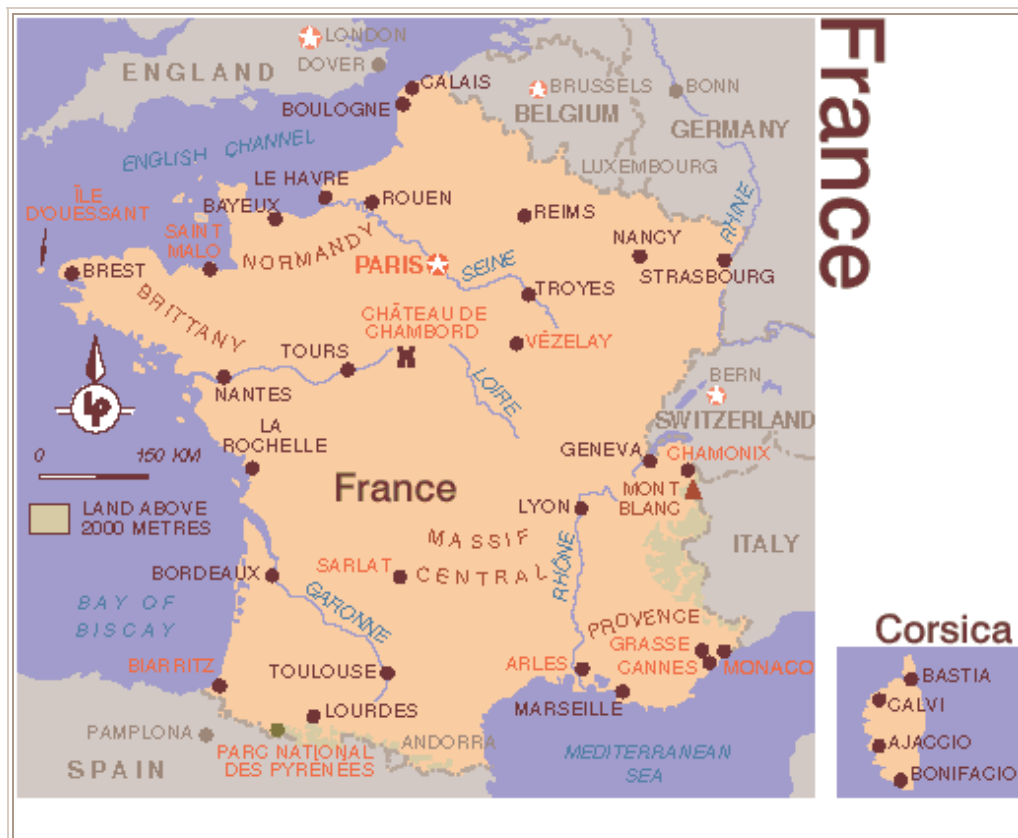 France
LONDON
ENGLAND
DOVER
CALAIS
BRUSSELS
BONN
BOULOGNE
BELGIUM
GERMANY
ENGLISH CHANNEL
LUXEMBOURG
ÎLE
D'OUESSANT
LE HAVRE
ROUEN
BAYEUX
REIMS
RHINE
SAINT
MALO
NORMANDY
NANCY
PARIS
SEINE
STRASBOURG
BREST
TROYES
BRITTANY
CHÂTEAU DE
CHAMBORD
VÉZELAY
TOURS
LOIRE
BERN
NANTES
SWITZERLAND
LP
LA
ROCHELLE
GENEVA
CHAMONIX
0 150 KM
France
MONT
BLANC
LYON
LAND ABOVE
2000 METRES
MASSIF
CENTRAL
ITALY
SARLAT
RHÔNE
BORDEAUX
GARONNE
BAY OF
BISCAY
PROVENCE
GRASSE
BIARRITZ
TOULOUSE
ARLES
CANNES
MONACO
LOURDES
MARSEILLE
PAMPLONA
ANDORRA
PARC NATIONAL
DES PYRÉNÉES
SPAIN
MEDITERRANEAN
SEA
Corsica
BASTIA
CALVI
AJACCIO
BONIFACIO